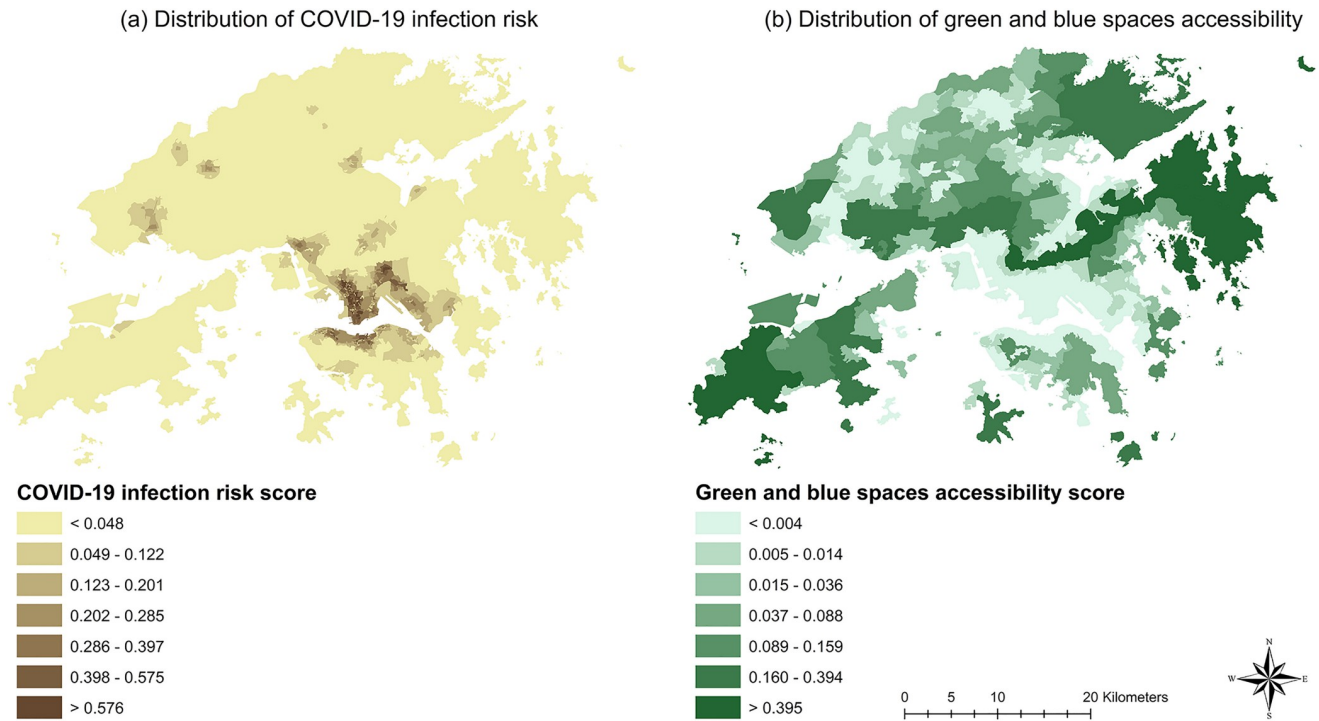 (a) Distribution of COVID-19 infection risk
(b) Distribution of green and blue spaces accessibility
COVID-19 infection risk score
< 0.048
0.049 - 0.122
0.123 - 0.201
0.202 - 0.285
0.286 - 0.397
0.398 - 0.575
> 0.576
Green and blue spaces accessibility score
< 0.004
0.005 - 0.014
0.015 - 0.036
0.037 - 0.088
0.089 - 0.159
0.160 - 0.394
> 0.395
0 5 10 20 Kilometers
N
W E
S